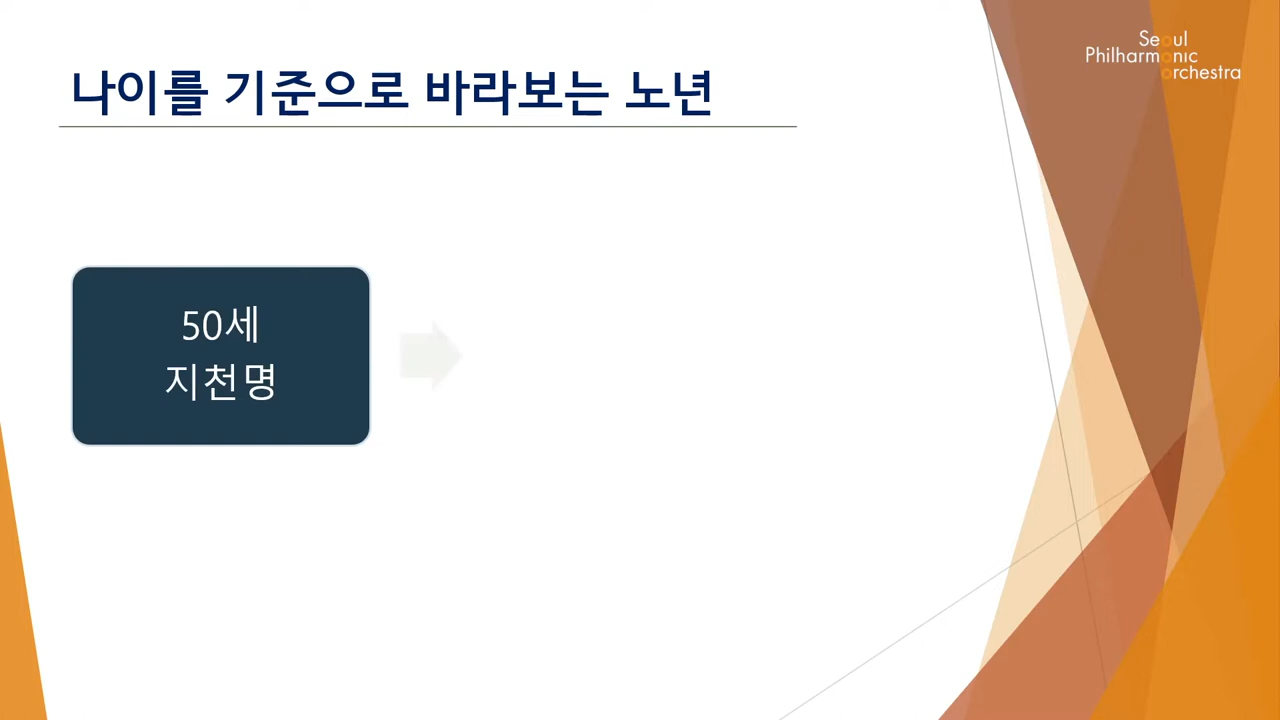 Seoul
Philharmonic
Orchestra
나이를 기준으로 바라보는 노년
50세
지천명